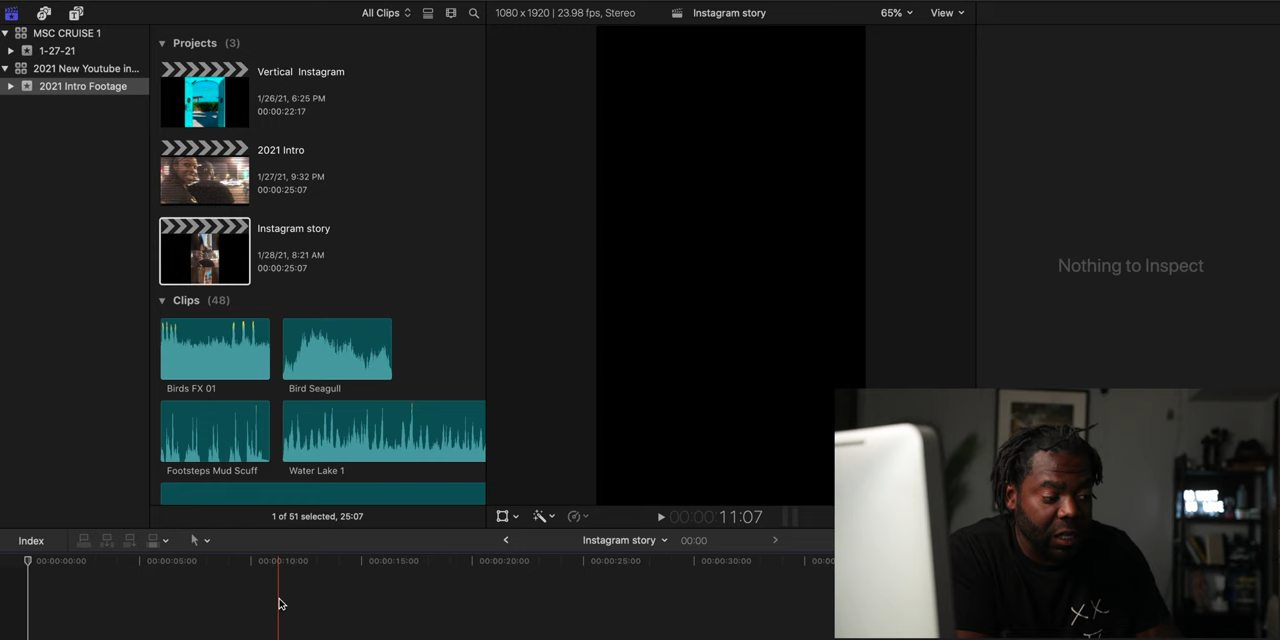 All Clips
1080 x 1920 | 23.98 fps, Stereo
Instagram story
65%
View
MSC CRUISE 1
1-27-21
2021 New Youtube in...
2021 Intro Footage
Projects (3)
Vertical Instagram
1/26/21, 6:25 PM
00:00:22:17
2021 Intro
1/27/21, 9:32 PM
00:00:25:07
Instagram story
1/28/21, 8:21 AM
00:00:25:07
Clips (48)
Birds FX 01
Bird Seagull
Footsteps Mud Scuff
Water Lake 1
1 of 51 selected, 25:07
00:00:11:07
Nothing to Inspect
Index
Instagram story
00:00
00:00:00:00
00:00:05:00
00:00:10:00
00:00:15:00
00:00:20:00
00:00:25:00
00:00:30:00
00:00